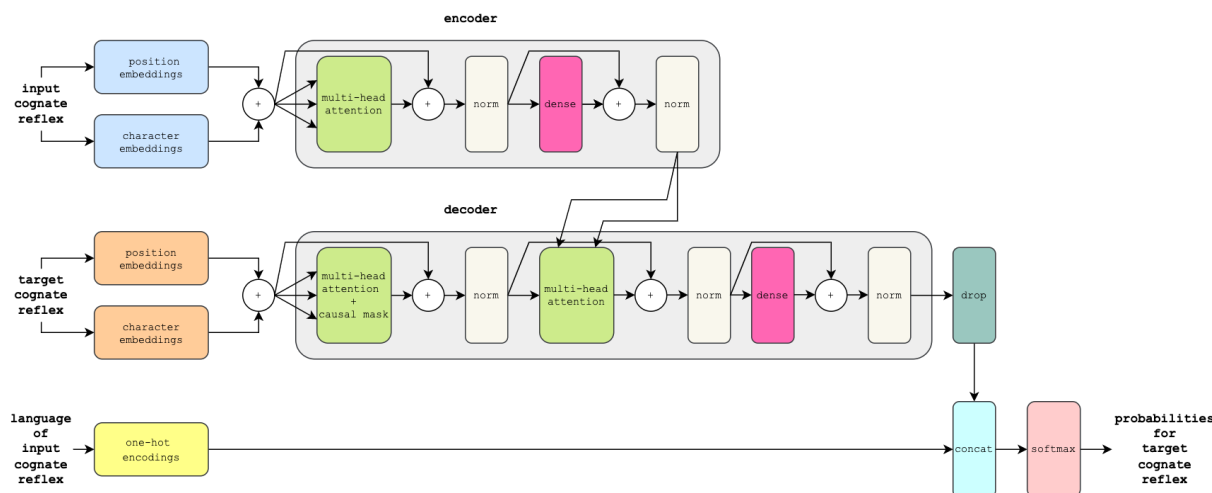 encoder
position
embeddings
input
cognate
reflex
+
multi-head
attention
+
norm
dense
+
norm
character
embeddings
decoder
position
embeddings
target
cognate
reflex
+
multi-head
attention
+
causal mask
+
norm
multi-head
attention
+
norm
dense
+
norm
drop
character
embeddings
language
of
input
cognate
reflex
one-hot
encodings
concat
softmax
probabilities
for
target
cognate
reflex